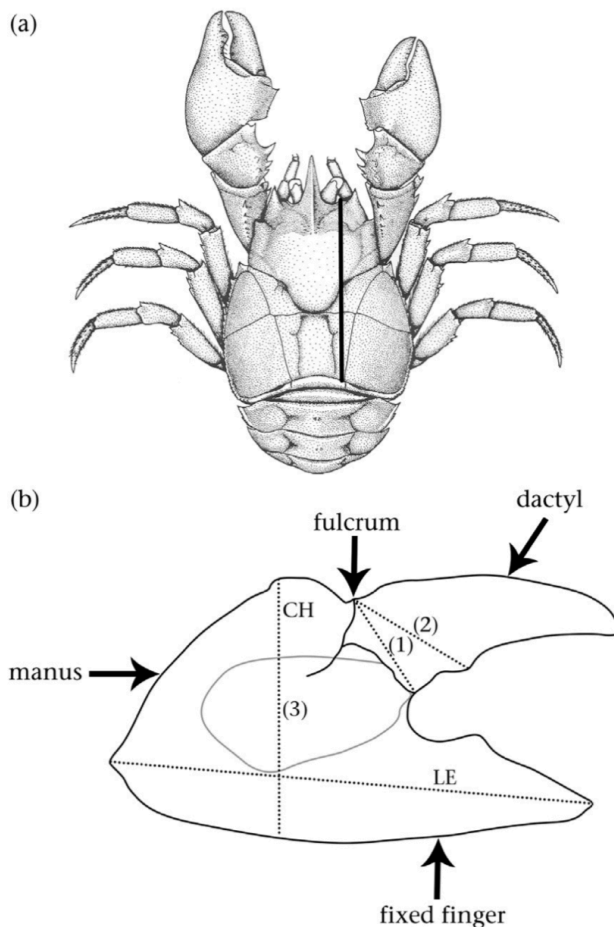 (a)
(b)
fulcrum
dactyl
CH
(2)
(1)
manus
(3)
LE
fixed finger